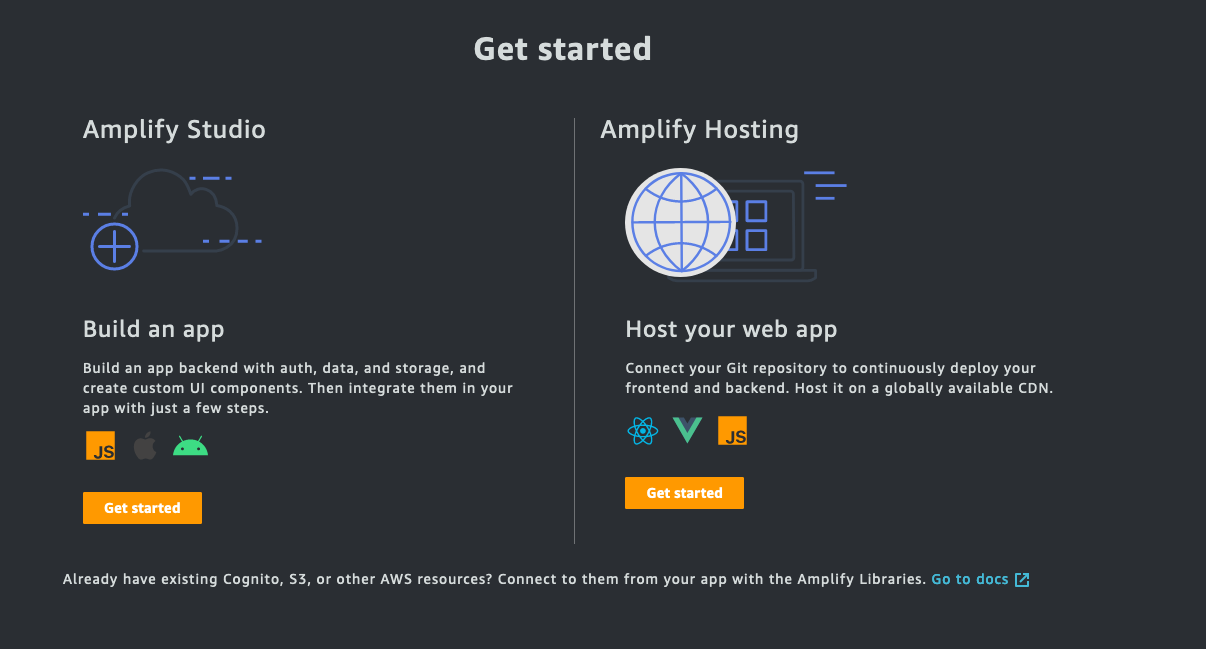 Get started
Amplify Studio
Build an app
Build an app backend with auth, data, and storage, and
create custom UI components. Then integrate them in your
app with just a few steps.
JS
Get started
Amplify Hosting
Host your web app
Connect your Git repository to continuously deploy your
frontend and backend. Host it on a globally available CDN.
JS
Get started
Already have existing Cognito, S3, or other AWS resources? Connect to them from your app with the Amplify Libraries. Go to docs